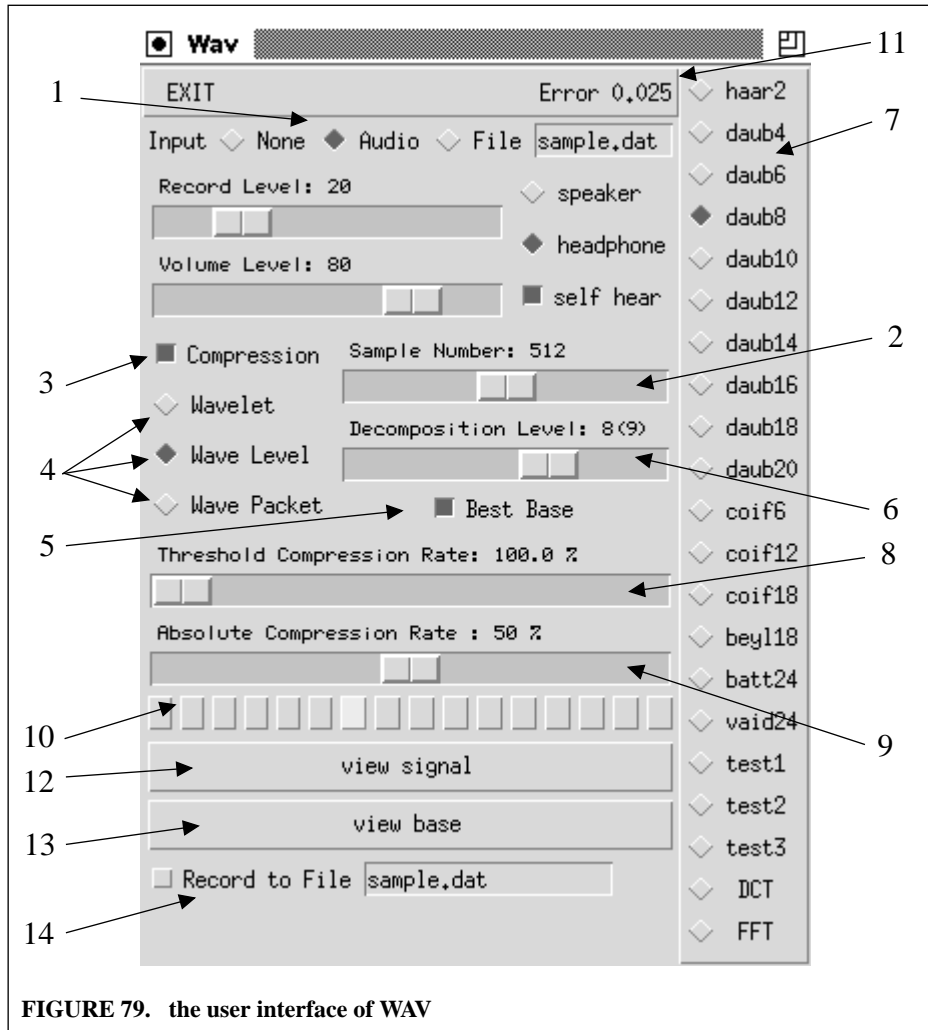 Wav
11
1
EXIT Error 0.025
Input None Audio File sample.dat
Record Level: 20
speaker
headphone
Volume Level: 80
self hear
3
Compression
Sample Number: 512
2
Wavelet
Decomposition Level: 8(9)
4
Wave Level
Wave Packet
6
5
Best Base
Threshold Compression Rate: 100.0 %
8
Absolute Compression Rate : 50 %
10
9
12
view signal
13
view base
Record to File sample.dat
14
7
haar2
daub4
daub6
daub8
daub10
daub12
daub14
daub16
daub18
daub20
coif6
coif12
coif18
beyl18
batt24
vaid24
test1
test2
test3
DCT
FFT
FIGURE 79. the user interface of WAV